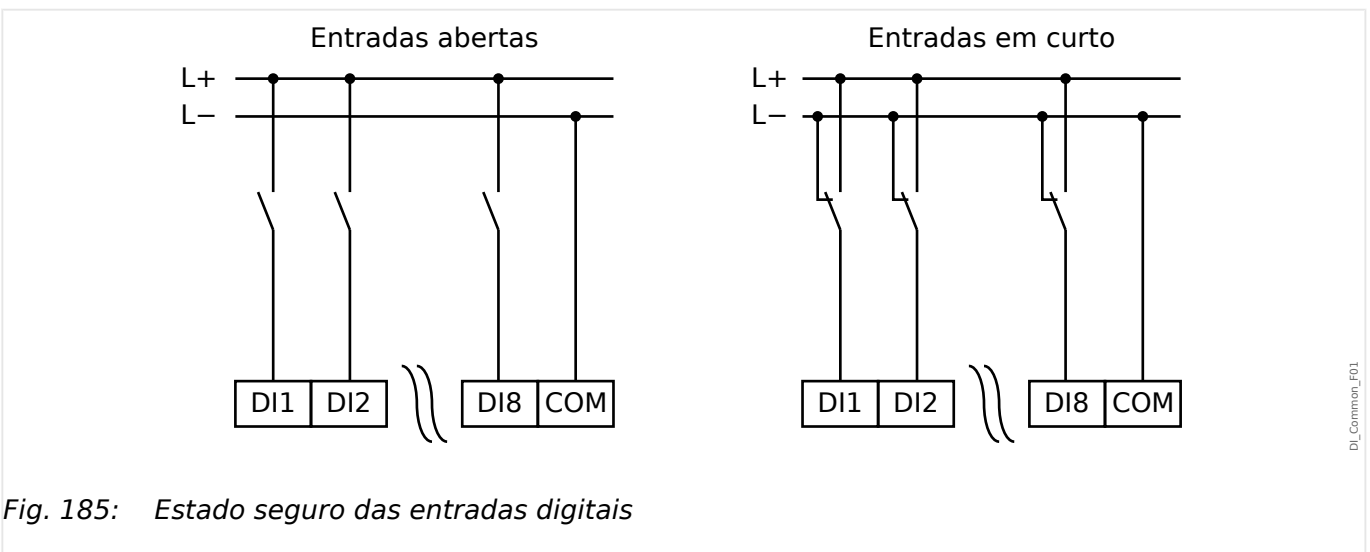 Entradas abertas
Entradas em curto
L+
L−
L+
L−
DI1 DI2 DI8 COM
DI1 DI2 DI8 COM
DI_Common_F01
Fig. 185: Estado seguro das entradas digitais